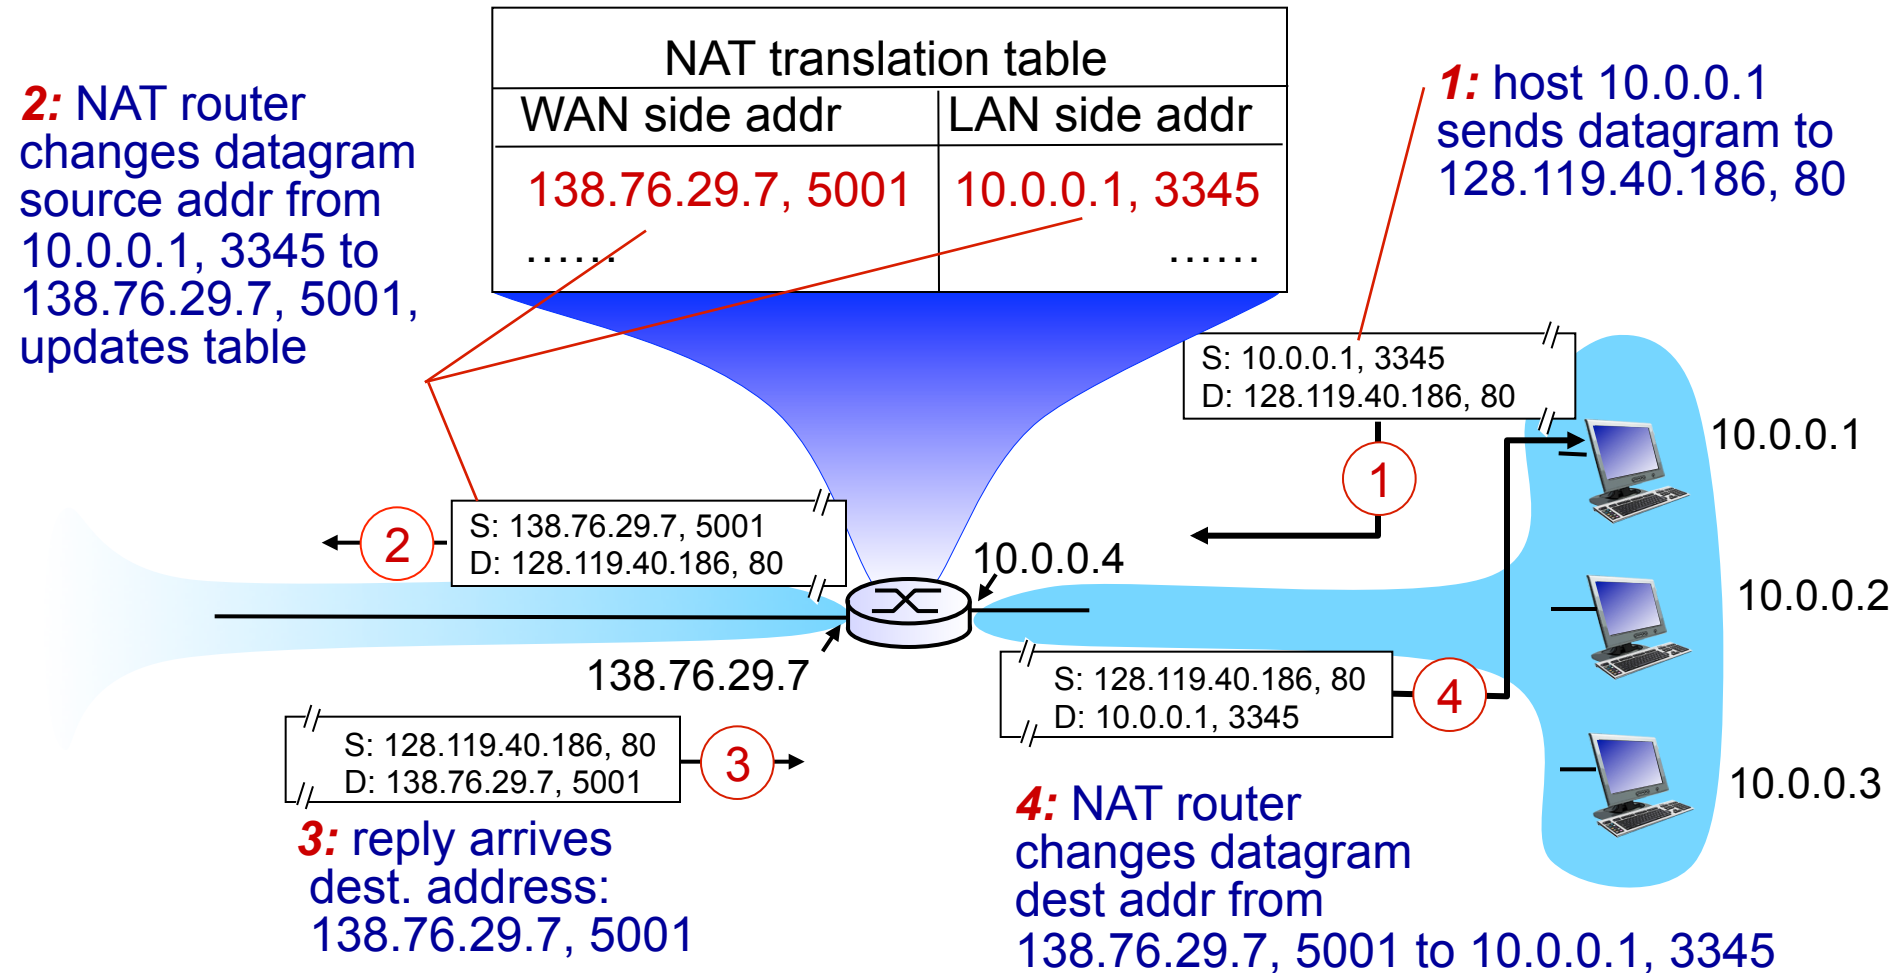 NAT translation table
WAN side addr LAN side addr
138.76.29.7, 5001 10.0.0.1, 3345
...... ......
2: NAT router
changes datagram
source addr from
10.0.0.1, 3345 to
138.76.29.7, 5001,
updates table
1: host 10.0.0.1
sends datagram to
128.119.40.186, 80
S: 10.0.0.1, 3345
D: 128.119.40.186, 80
1
10.0.0.1
S: 138.76.29.7, 5001
D: 128.119.40.186, 80
2
10.0.0.4
10.0.0.2
138.76.29.7
S: 128.119.40.186, 80
D: 10.0.0.1, 3345
4
S: 128.119.40.186, 80
D: 138.76.29.7, 5001
3
10.0.0.3
3: reply arrives
dest. address:
138.76.29.7, 5001
4: NAT router
changes datagram
dest addr from
138.76.29.7, 5001 to 10.0.0.1, 3345